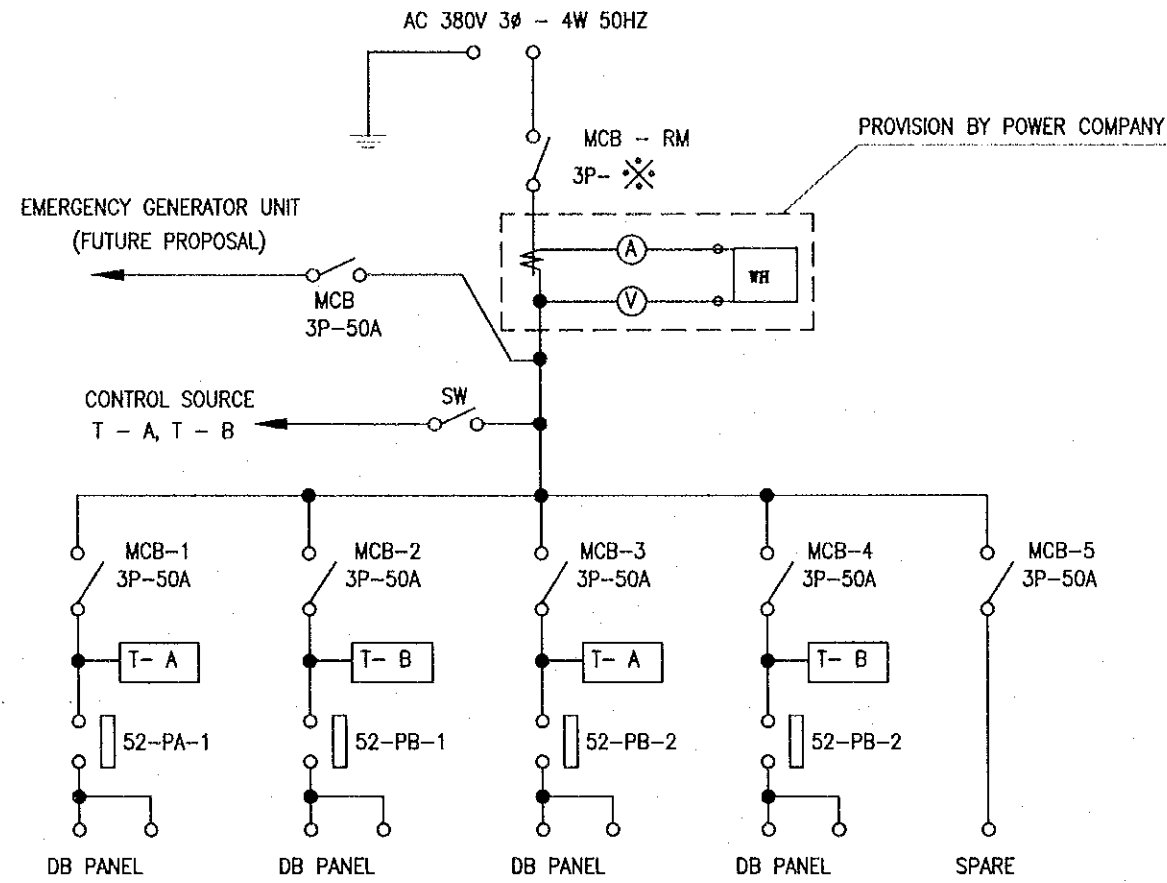 AC 380V 3ø - 4W 50HZ
MCB - RM
3P- ※
PROVISION BY POWER COMPANY
EMERGENCY GENERATOR UNIT
(FUTURE PROPOSAL)
A
WH
V
MCB
3P-50A
CONTROL SOURCE
T - A, T - B
SW
MCB-1
3P-50A
MCB-2
3P-50A
MCB-3
3P-50A
MCB-4
3P-50A
MCB-5
3P-50A
T- A
T- B
T- A
T- B
52-PA-1
52-PB-1
52-PB-2
52-PB-2
DB PANEL
DB PANEL
DB PANEL
DB PANEL
SPARE